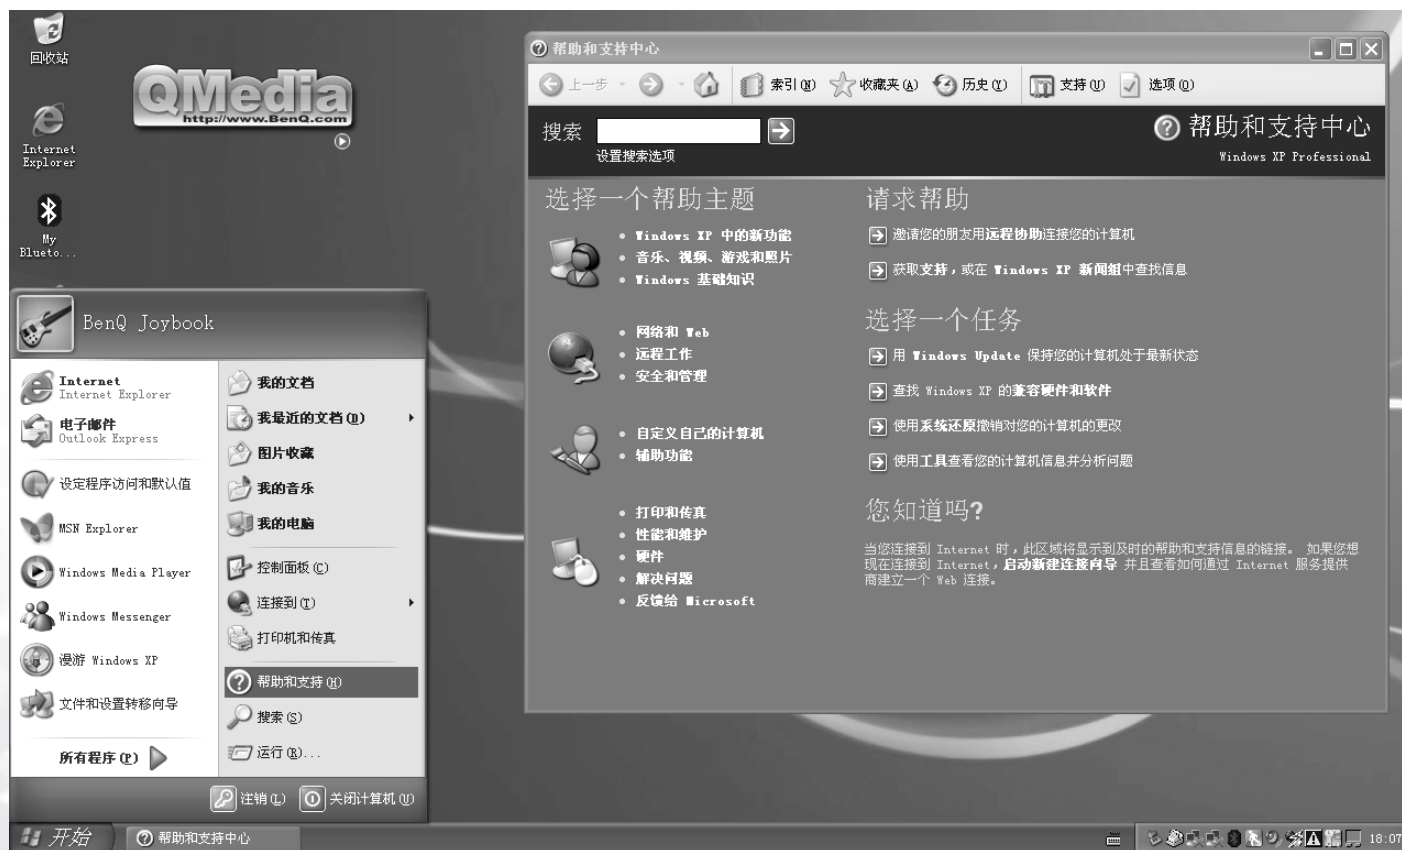 回收站
QMedia
http://www.BenQ.com
Internet
Explorer
My
Blueto...
BenQ Joybook
Internet
Internet Explorer
电子邮件
Outlook Express
设定程序访问和默认值
MSN Explorer
Windows Media Player
Windows Messenger
漫游 Windows XP
文件和设置转移向导
所有程序(P)
我的文档
我最近的文档(D)
图片收藏
我的音乐
我的电脑
控制面板(C)
连接到(T)
打印机和传真
帮助和支持(H)
搜索(S)
运行(R)...
注销(L)
关闭计算机(U)
帮助和支持中心
上一步
索引(N)
收藏夹(A)
历史(Y)
支持(U)
选项(O)
搜索
设置搜索选项
帮助和支持中心
Windows XP Professional
选择一个帮助主题
Windows XP 中的新功能
音乐、视频、游戏和照片
Windows 基础知识
网络和 Web
远程工作
安全和管理
自定义自己的计算机
辅助功能
打印和传真
性能和维护
硬件
解决问题
反馈给 Microsoft
请求帮助
邀请您的朋友用远程协助连接您的计算机
获取支持，或在 Windows XP 新闻组中查找信息
选择一个任务
用 Windows Update 保持您的计算机处于最新状态
查找 Windows XP 的兼容硬件和软件
使用系统还原撤销对您的计算机的更改
使用工具查看您的计算机信息并分析问题
您知道吗?
当您连接到 Internet 时，此区域将显示到及时的帮助和支持信息的链接。 如果您想
现在连接到 Internet，启动新建连接向导 并且查看如何通过 Internet 服务提供
商建立一个 Web 连接。
开始
帮助和支持中心
18:07